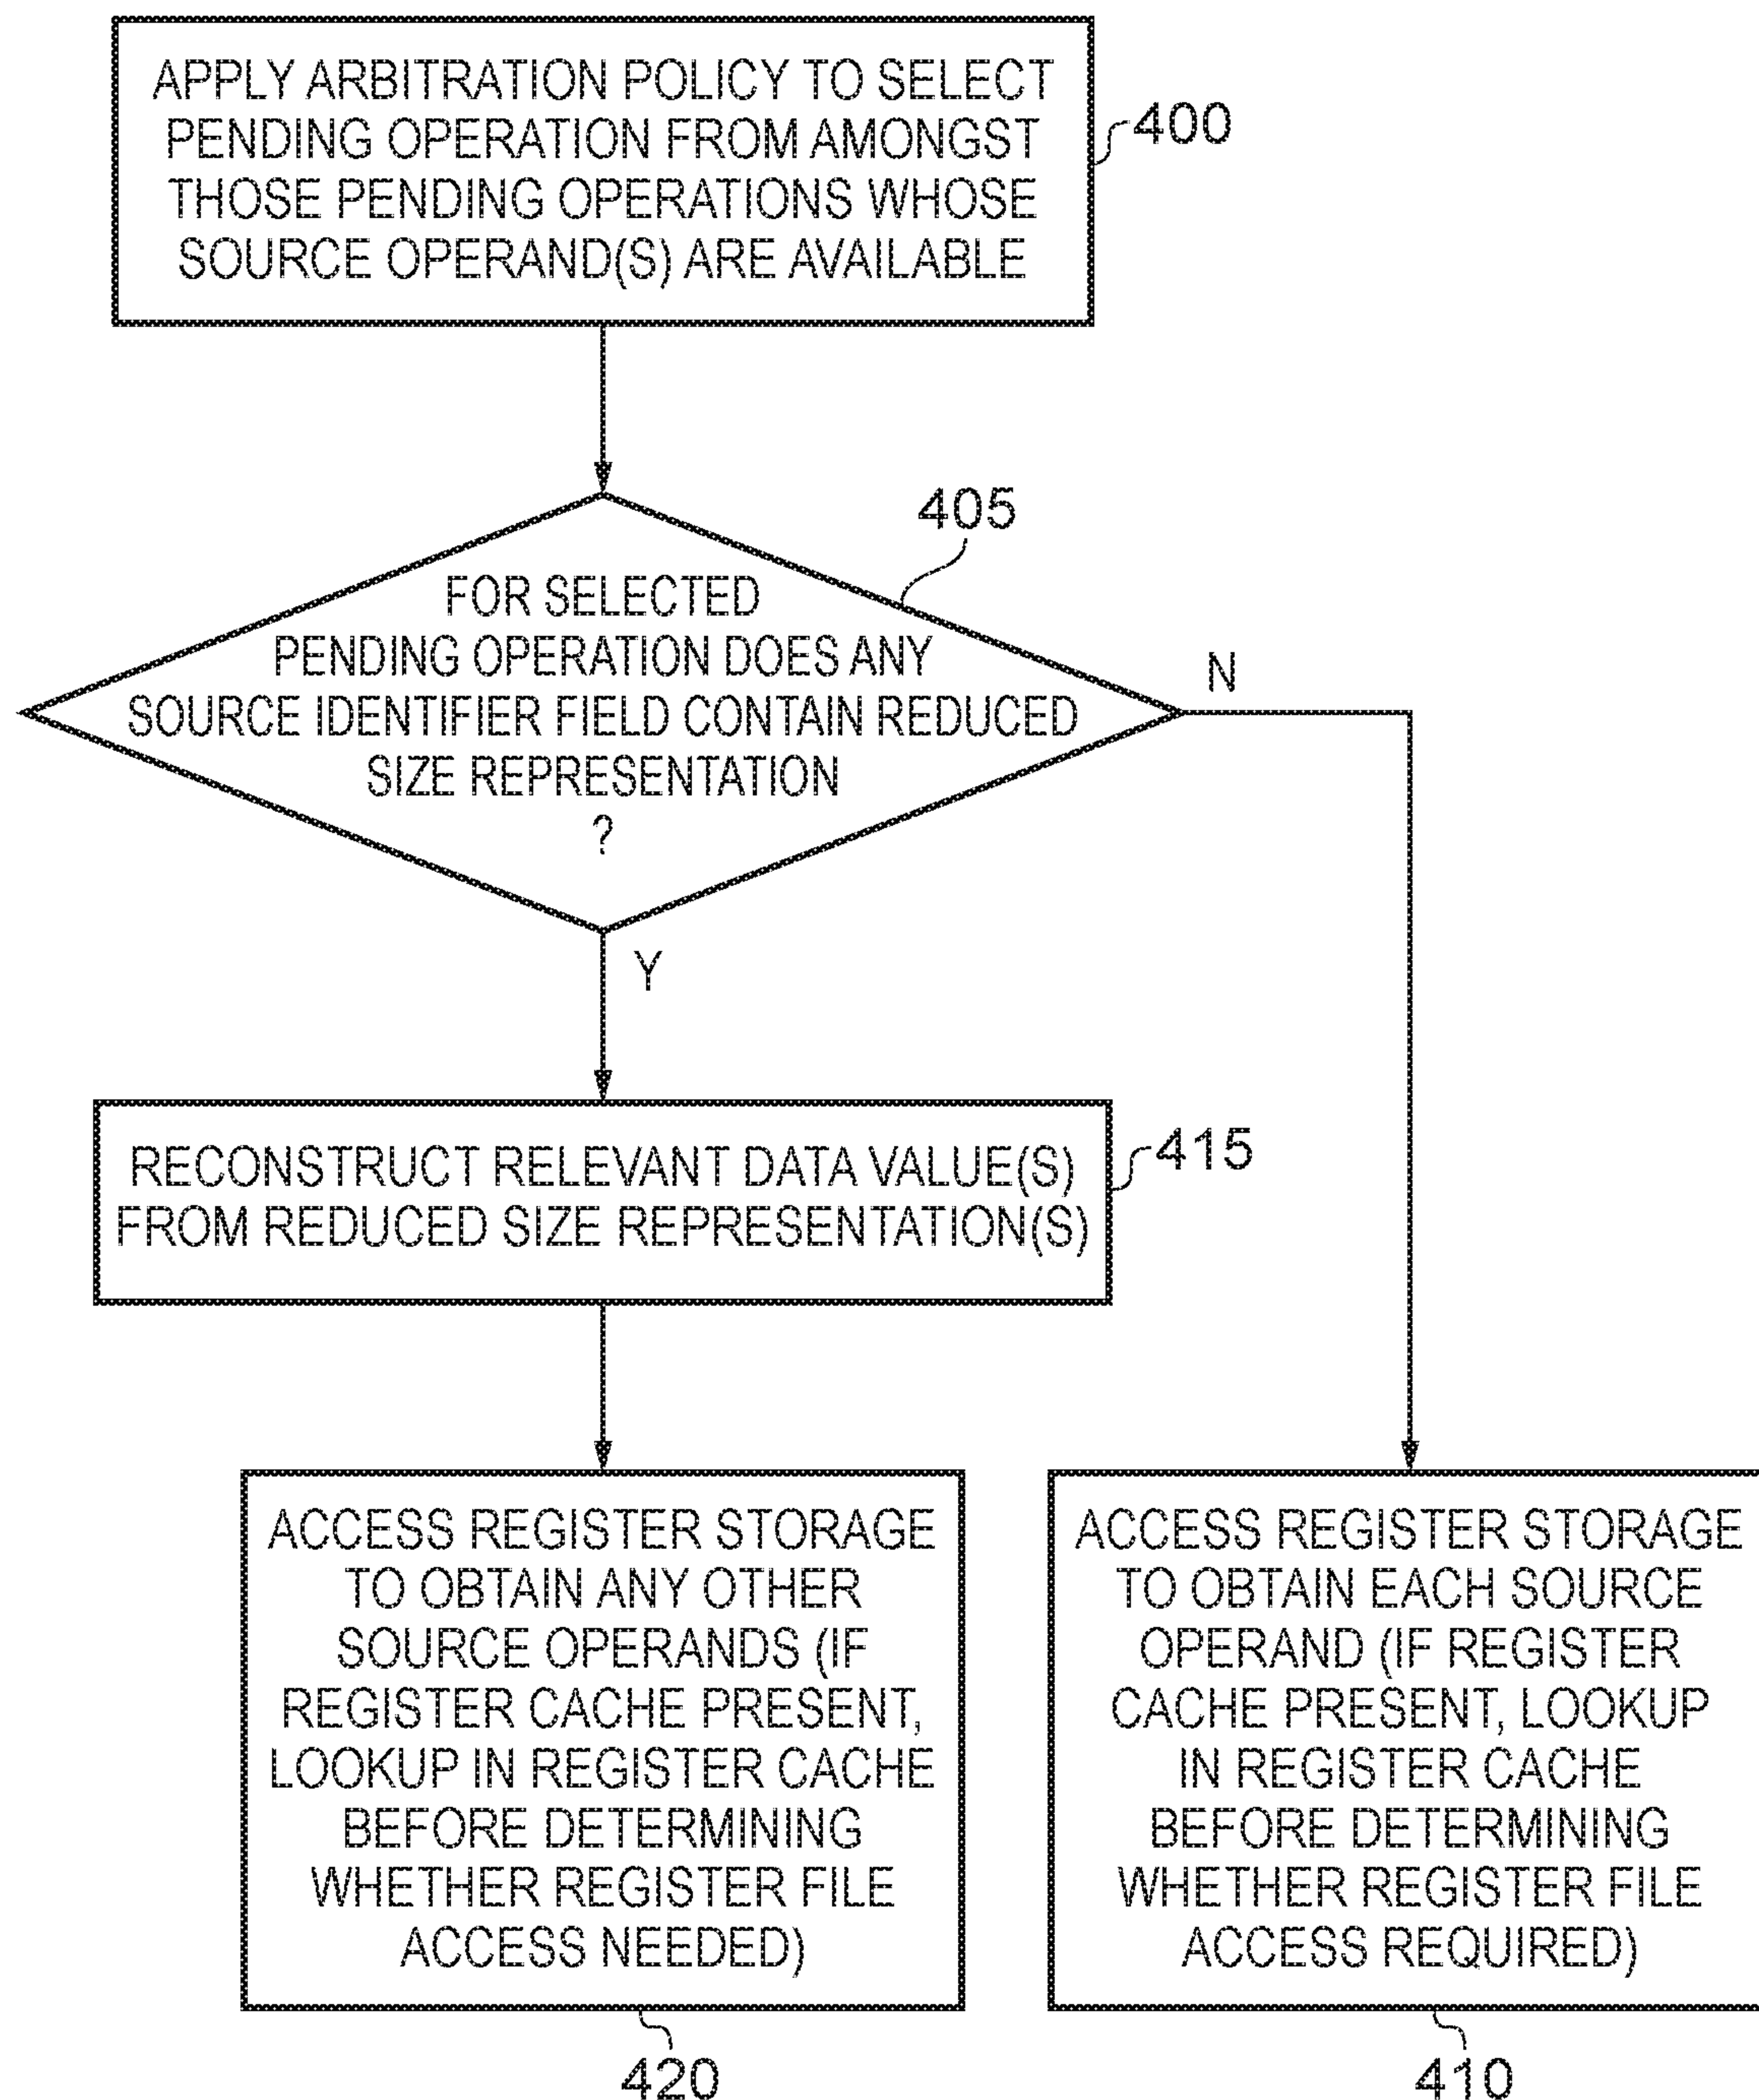 APPLY ARBITRATION POLICY TO SELECT
PENDING OPERATION FROM AMONGST
THOSE PENDING OPERATIONS WHOSE
SOURCE OPERAND(S) ARE AVAILABLE
400
405
FOR SELECTED
PENDING OPERATION DOES ANY
SOURCE IDENTIFIER FIELD CONTAIN REDUCED
SIZE REPRESENTATION
?
N
Y
RECONSTRUCT RELEVANT DATA VALUE(S)
FROM REDUCED SIZE REPRESENTATION(S)
415
ACCESS REGISTER STORAGE
TO OBTAIN ANY OTHER
SOURCE OPERANDS (IF
REGISTER CACHE PRESENT,
LOOKUP IN REGISTER CACHE
BEFORE DETERMINING
WHETHER REGISTER FILE
ACCESS NEEDED)
420
ACCESS REGISTER STORAGE
TO OBTAIN EACH SOURCE
OPERAND (IF REGISTER
CACHE PRESENT, LOOKUP
IN REGISTER CACHE
BEFORE DETERMINING
WHETHER REGISTER FILE
ACCESS REQUIRED)
410